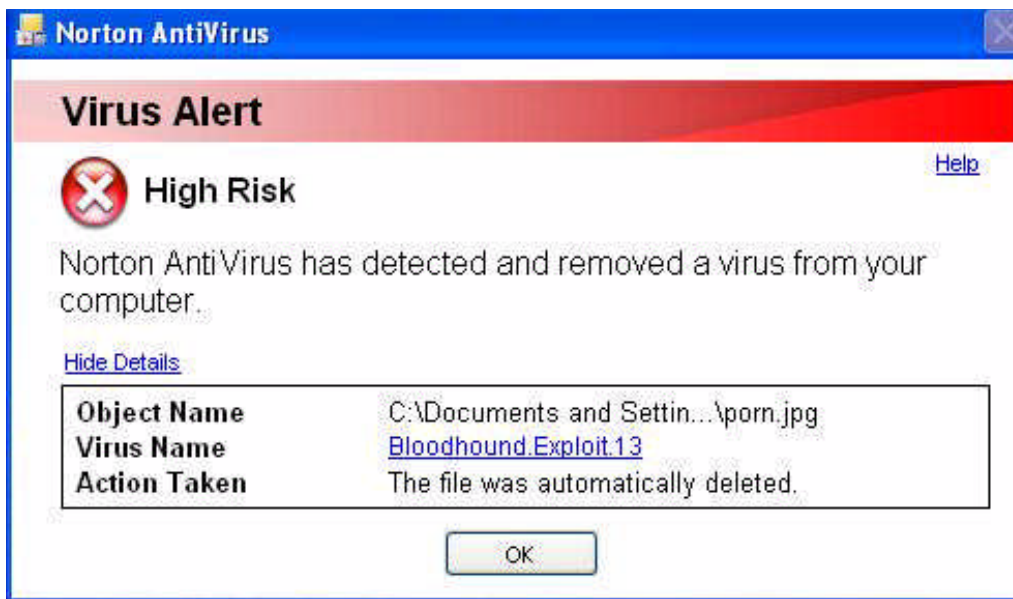 Norton AntiVirus
Virus Alert
Help
High Risk
Norton AntiVirus has detected and removed a virus from your
computer.
Hide Details
Object Name C:\Documents and Settin...\porn.jpg
Virus Name Bloodhound.Exploit.13
Action Taken The file was automatically deleted.
OK